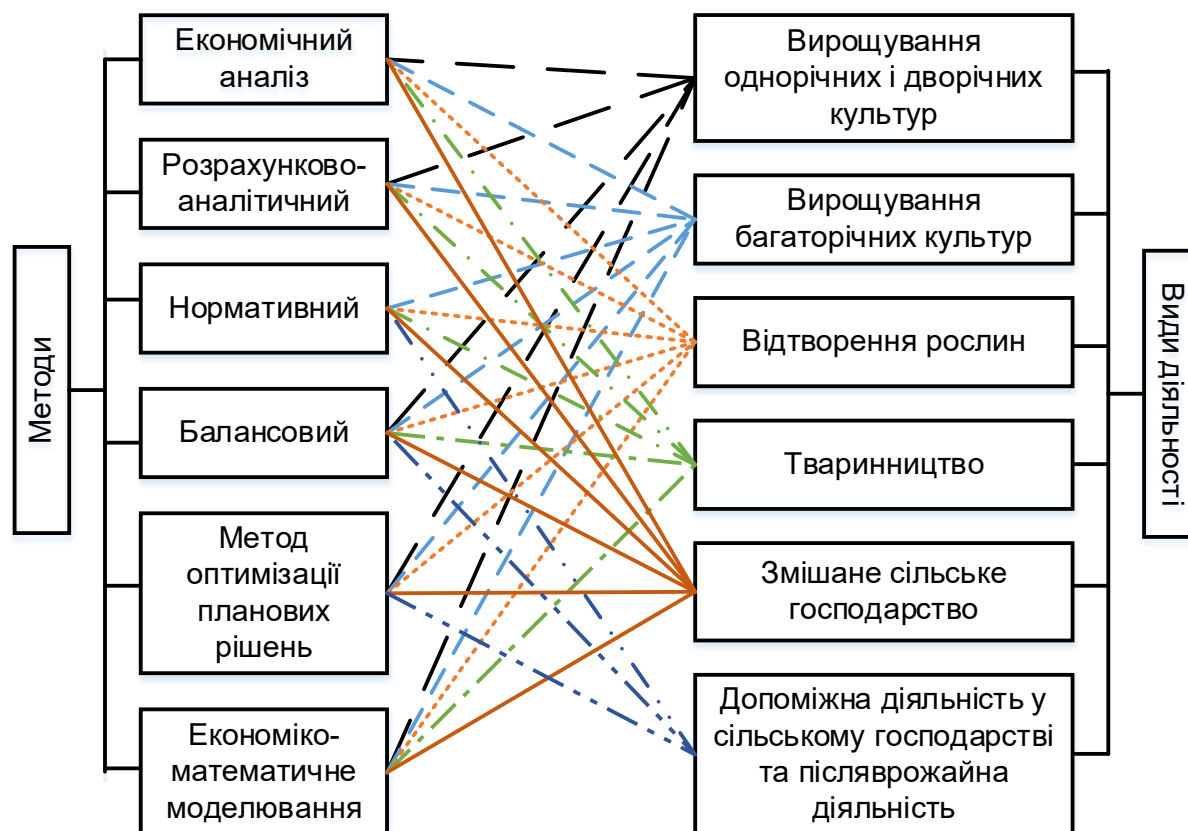 Методи
Економічний
аналіз
Розрахунково-
аналітичний
Нормативний
Балансовий
Метод
оптимізації
планових
рішень
Економіко-
математичне
моделювання
Вирощування
однорічних і дворічних
культур
Вирощування
багаторічних культур
Відтворення рослин
Тваринництво
Змішане сільське
господарство
Допоміжна діяльність у
сільському господарстві
та післяврожайна
діяльність
Види діяльності